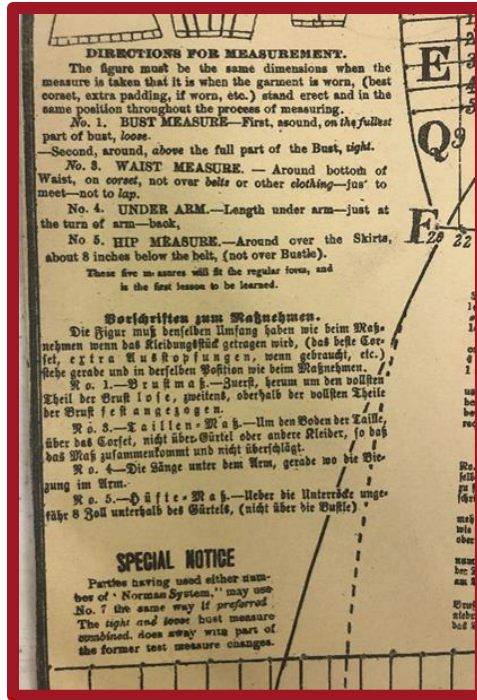 DIRECTIONS FOR MEASUREMENT.
The figure must be the same dimensions when the
measure is taken that it is when the garment is worn, (best
corset, extra padding, if worn, etc.) stand erect and in the
same position throughout the process of measuring.
No. 1. BUST MEASURE—First, asound, on the fullest
part of bust, loose.
—Second, around, above the full part of the Bust, tight.
No. 3. WAIST MEASURE. — Around bottom of
Waist, on corset, not over belts or other clothing—jus' to
meet—not to lap.
No. 4. UNDER ARM.—Length under arm—just at
the turn of arm—back,
No 5. HIP MEASURE.—Around over the Skirts,
about 8 inches below the belt, (not over Bustle).
These five measures will fit the regular form, and
is the first lesson to be learned.
Vorschriften zum Maßnehmen.
Die Figur muß denselben Umfang haben wie beim Maß-
nehmen wenn das Kleidungsstück getragen wird, (das beste Cor-
set, extra Ausstopfungen, wenn gebraucht, etc.)
stehe gerade und in derselben Position wie beim Maßnehmen.
No. 1.—Brustmaß.—Zuerst, herum um den vollsten
Theil der Brust lose, zweitens, oberhalb der vollsten Theile
der Brust fest angezogen.
No. 3.—Taillen-Maß.—Um den Boden der Taille,
über das Corset, nicht über Gürtel oder andere Kleider, so daß
das Maß zusammenkommt und nicht überschlägt.
No. 4—Die Länge unter dem Arm, gerade wo die Bie-
gung im Arm.
No. 5.—Hüfte-Maß.—Ueber die Unterröcke unge-
fähr 8 Zoll unterhalb des Gürtels, (nicht über die Bustle)
SPECIAL NOTICE
Parties having used either num-
ber of "Norman System," may use
No. 7 the same way if preferred
The tight and loose bust measure
combined, does away with part of
the former test measure changes.
E
Q 9
F 20 22